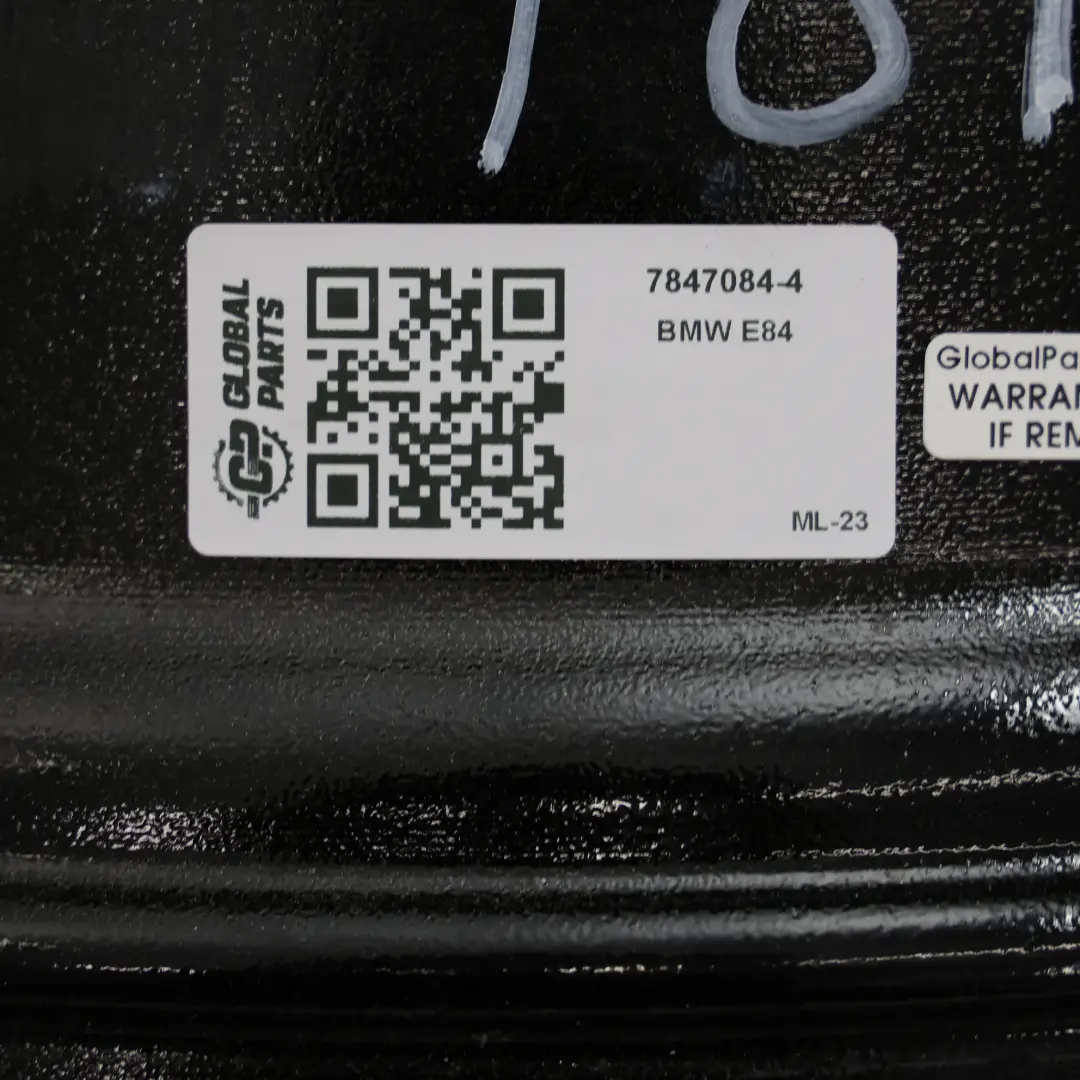 GLOBAL
PARTS
7847084-4
BMW E84
ML-23
GlobalPa
WARRAN
IF REM